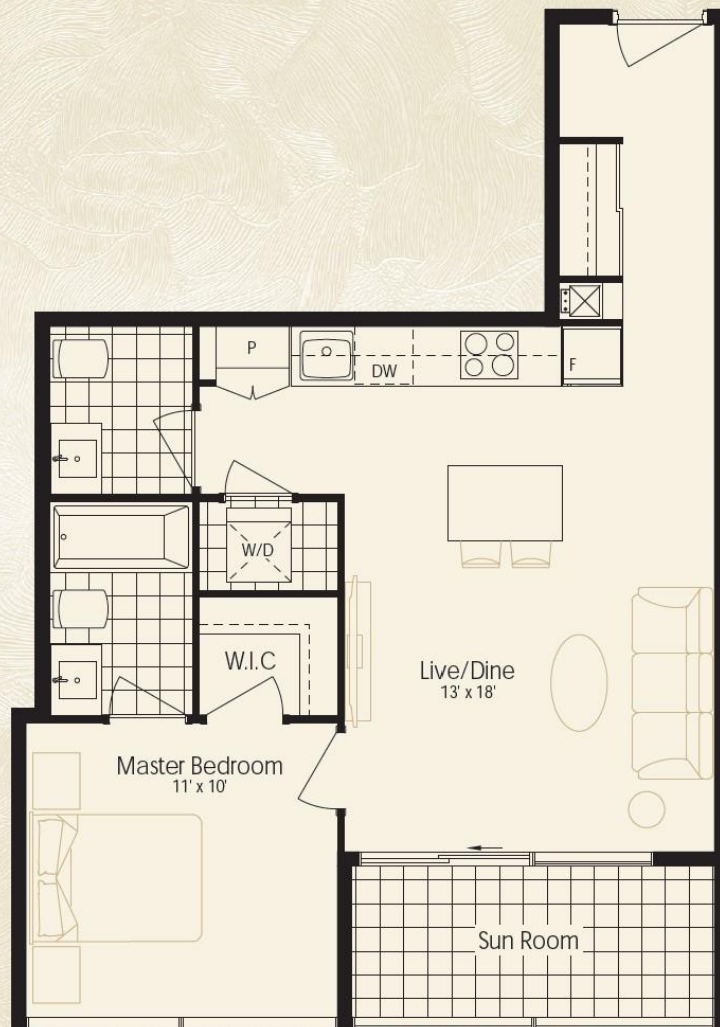 P
DW
F
W/D
W.I.C
Live/Dine
13' x 18'
Master Bedroom
11' x 10'
Sun Room